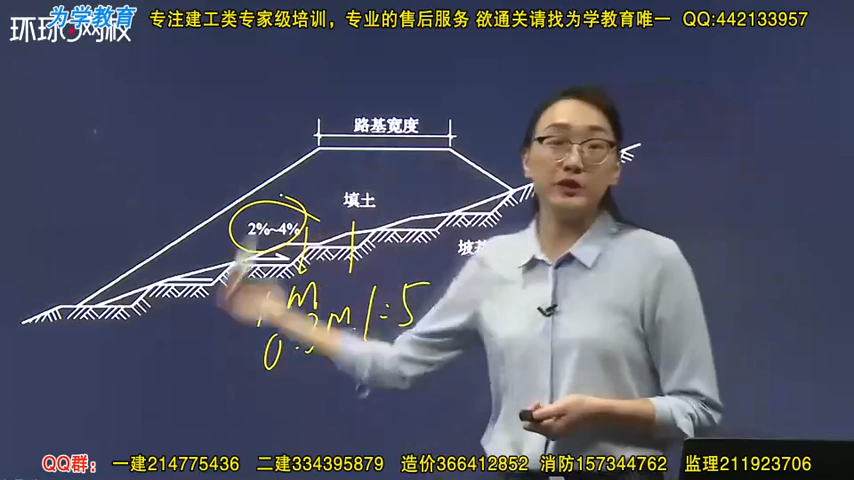 为学教育
环球网校
专注建工类专家级培训，专业的售后服务 欲通关请找为学教育唯一 QQ:442133957
路基宽度
填土
2%~4%
坡基
1m
0.3m 1:5
QQ群： 一建214775436 二建334395879 造价366412852 消防157344762 监理211923706